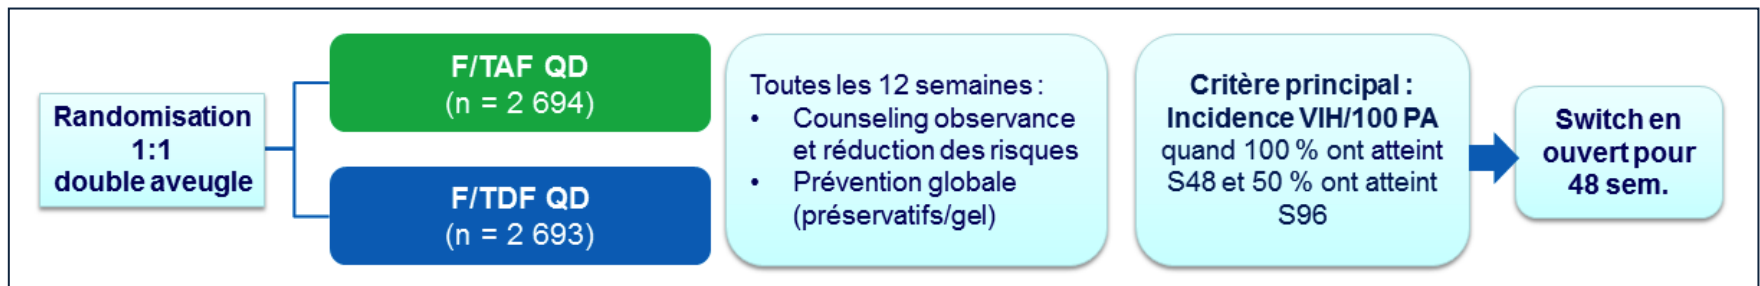 Randomisation
1:1
double aveugle
F/TAF QD
(n = 2 694)
F/TDF QD
(n = 2 693)
Toutes les 12 semaines :
• Counseling observance
et réduction des risques
• Prévention globale
(préservatifs/gel)
Critère principal :
Incidence VIH/100 PA
quand 100 % ont atteint
S48 et 50 % ont atteint
S96
Switch en
ouvert pour
48 sem.